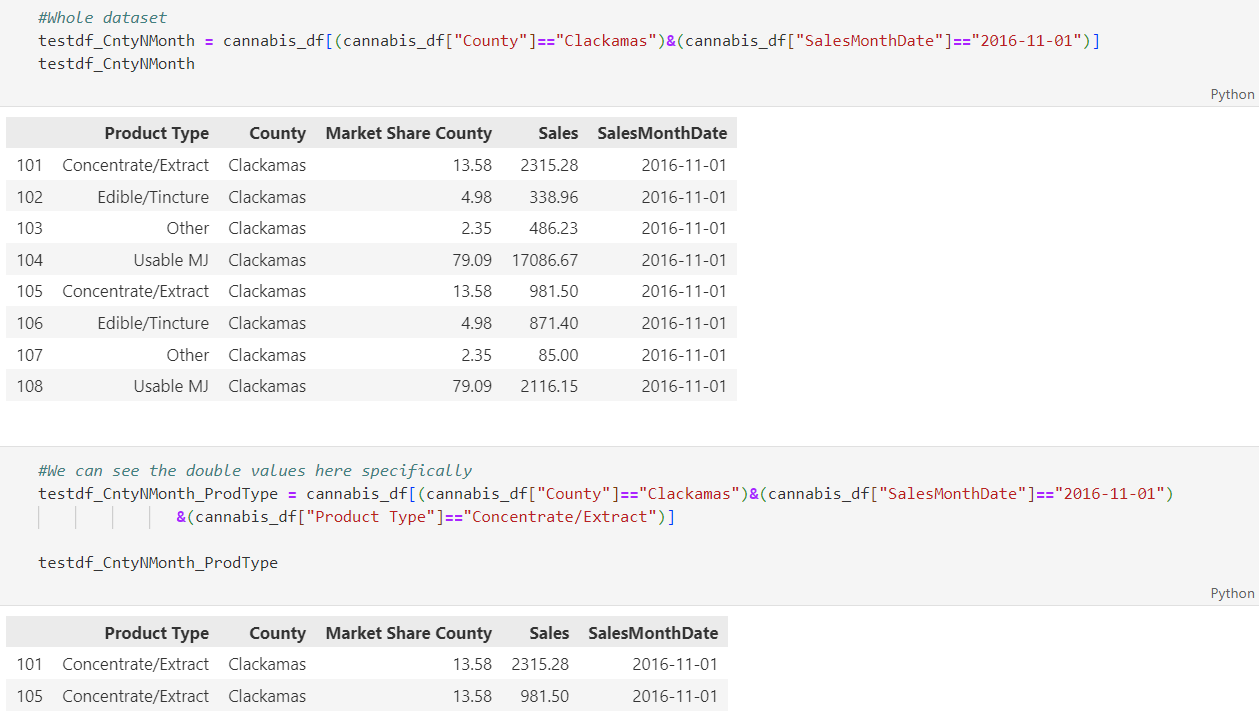 #Whole dataset
testdf_CntyNMonth = cannabis_df[(cannabis_df["County"]=="Clackamas")&(cannabis_df["SalesMonthDate"]=="2016-11-01")]
testdf_CntyNMonth
Python
Product Type County Market Share County Sales SalesMonthDate
101 Concentrate/Extract Clackamas 13.58 2315.28 2016-11-01
102 Edible/Tincture Clackamas 4.98 338.96 2016-11-01
103 Other Clackamas 2.35 486.23 2016-11-01
104 Usable MJ Clackamas 79.09 17086.67 2016-11-01
105 Concentrate/Extract Clackamas 13.58 981.50 2016-11-01
106 Edible/Tincture Clackamas 4.98 871.40 2016-11-01
107 Other Clackamas 2.35 85.00 2016-11-01
108 Usable MJ Clackamas 79.09 2116.15 2016-11-01
#We can see the double values here specifically
testdf_CntyNMonth_ProdType = cannabis_df[(cannabis_df["County"]=="Clackamas")&(cannabis_df["SalesMonthDate"]=="2016-11-01")
&(cannabis_df["Product Type"]=="Concentrate/Extract")]
testdf_CntyNMonth_ProdType
Python
Product Type County Market Share County Sales SalesMonthDate
101 Concentrate/Extract Clackamas 13.58 2315.28 2016-11-01
105 Concentrate/Extract Clackamas 13.58 981.50 2016-11-01